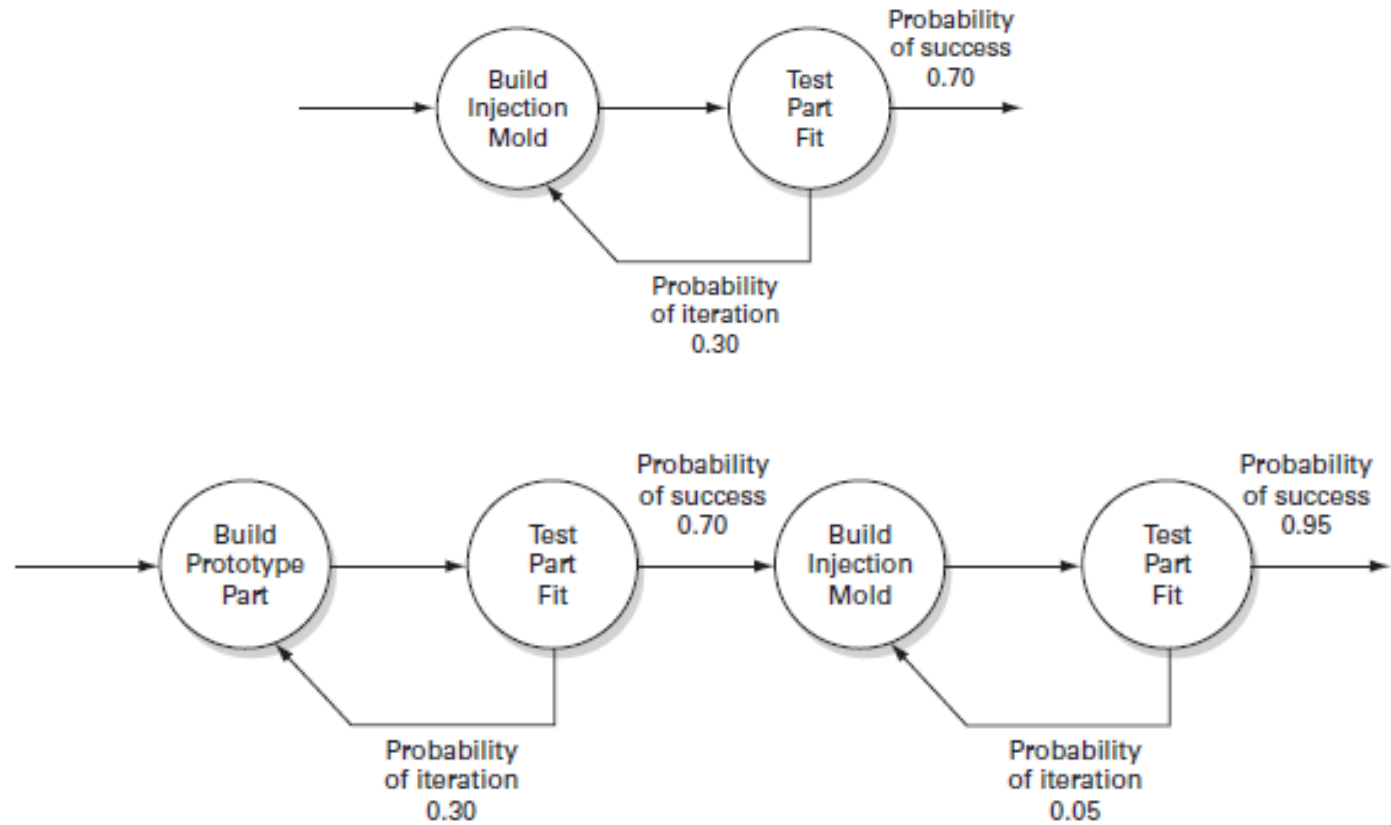 Probability
of success
0.70
Build
Injection
Mold
Test
Part
Fit
Probability
of iteration
0.30
Probability
of success
0.70
Probability
of success
0.95
Build
Prototype
Part
Test
Part
Fit
Build
Injection
Mold
Test
Part
Fit
Probability
of iteration
0.30
Probability
of iteration
0.05